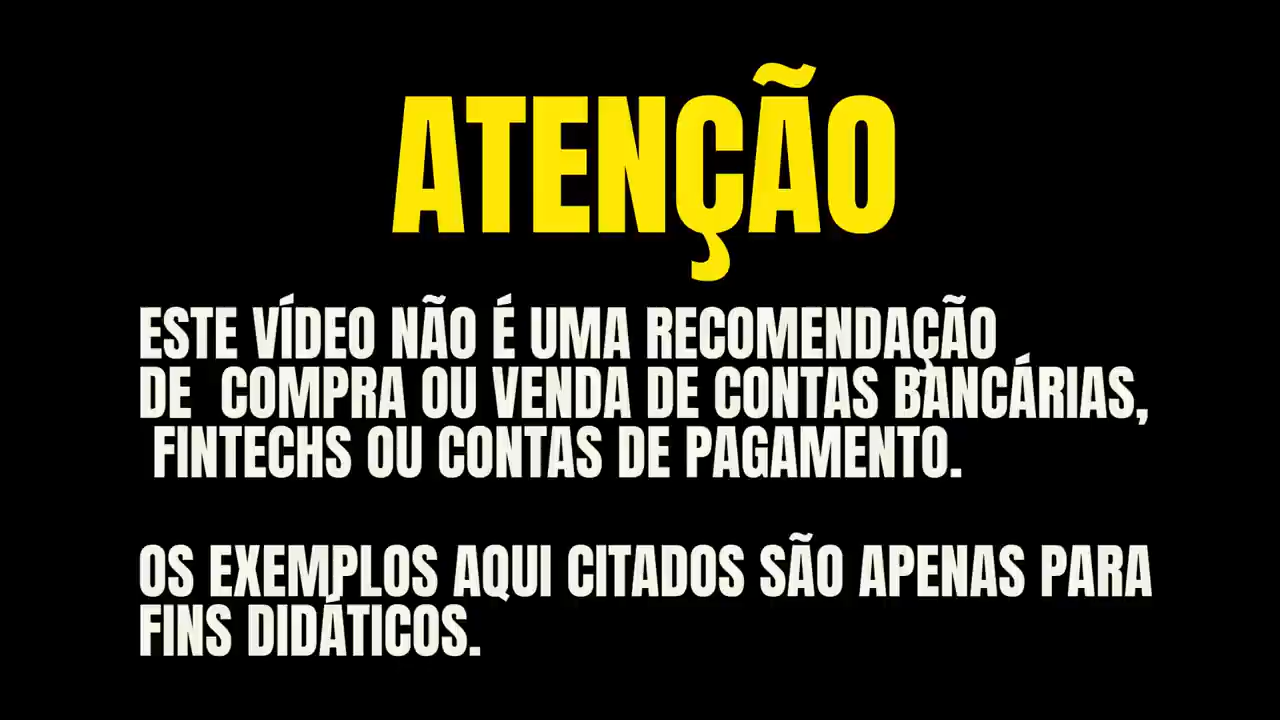 ATENÇÃO
ESTE VÍDEO NÃO É UMA RECOMENDAÇÃO
DE COMPRA OU VENDA DE CONTAS BANCÁRIAS,
FINTECHS OU CONTAS DE PAGAMENTO.
OS EXEMPLOS AQUI CITADOS SÃO APENAS PARA
FINS DIDÁTICOS.